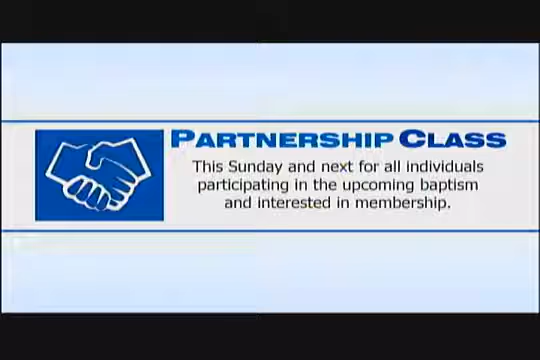 PARTNERSHIP CLASS
This Sunday and next for all individuals
participating in the upcoming baptism
and interested in membership.